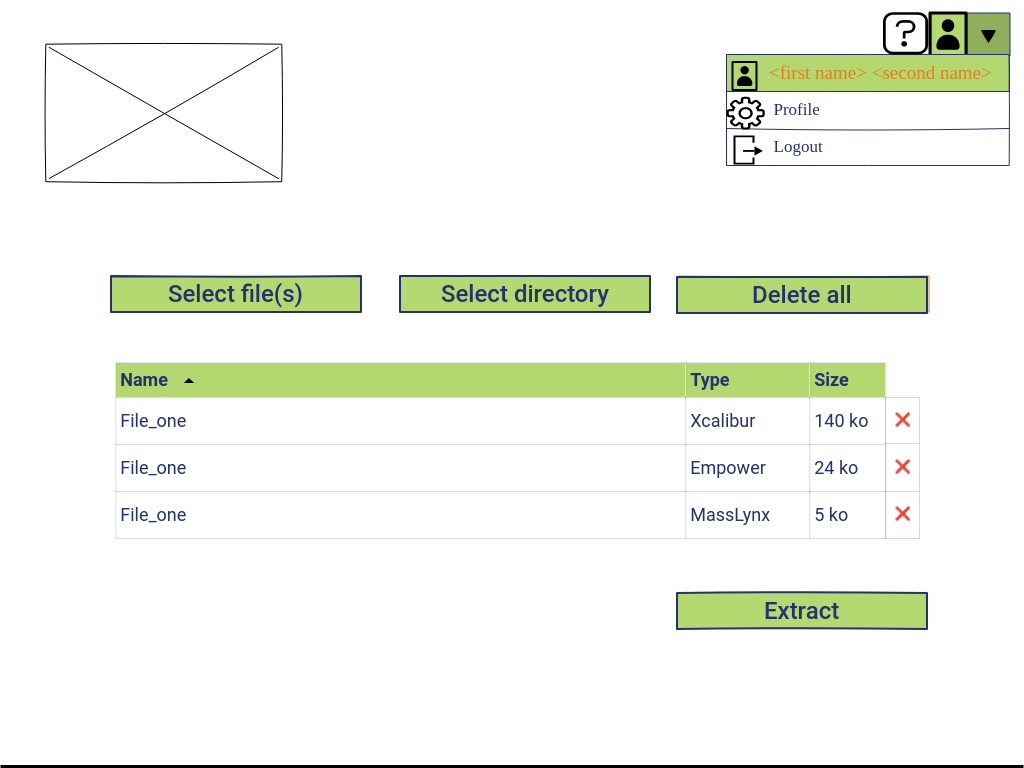 ?
<first name> <second name>
Profile
Logout
Select file(s) Select directory Delete all
Name Type Size
File_one Xcalibur 140 ko
File_one Empower 24 ko
File_one MassLynx 5 ko
Extract